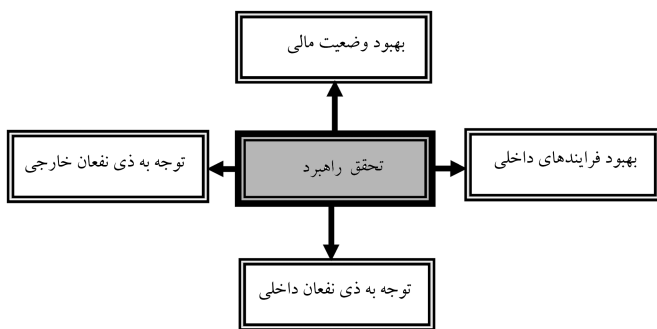 بهبود وضعیت مالی
بهبود فرایندهای داخلی
تحقق راهبرد
توجه به ذی نفعان خارجی
توجه به ذی نفعان داخلی